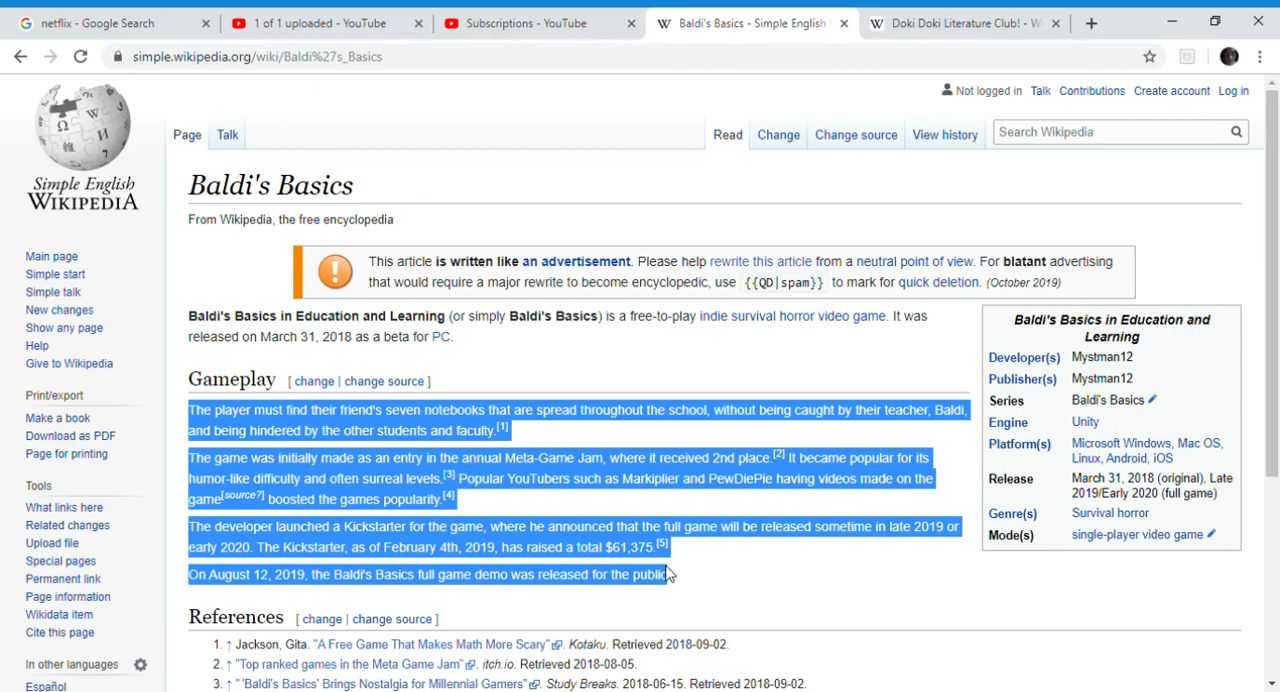 netflix - Google Search
1 of 1 uploaded - YouTube
Subscriptions - YouTube
Baldi's Basics - Simple English
Doki Doki Literature Club! - W
simple.wikipedia.org/wiki/Baldi%27s_Basics
Not logged in Talk Contributions Create account Log in
Page Talk Read Change Change source View history Search Wikipedia
Simple English
WIKIPEDIA
Main page
Simple start
Simple talk
New changes
Show any page
Help
Give to Wikipedia
Print/export
Make a book
Download as PDF
Page for printing
Tools
What links here
Related changes
Upload file
Special pages
Permanent link
Page information
Wikidata item
Cite this page
In other languages
Español
Baldi's Basics
From Wikipedia, the free encyclopedia
This article is written like an advertisement. Please help rewrite this article from a neutral point of view. For blatant advertising
that would require a major rewrite to become encyclopedic, use {{QD|spam}} to mark for quick deletion. (October 2019)
Baldi's Basics in Education and Learning (or simply Baldi's Basics) is a free-to-play indie survival horror video game. It was
released on March 31, 2018 as a beta for PC.
Gameplay [ change | change source ]
The player must find their friend's seven notebooks that are spread throughout the school, without being caught by their teacher, Baldi,
and being hindered by the other students and faculty.[1]
The game was initially made as an entry in the annual Meta-Game Jam, where it received 2nd place.[2] It became popular for its
humor-like difficulty and often surreal levels.[3] Popular YouTubers such as Markiplier and PewDiePie having videos made on the
game[source?] boosted the games popularity.[4]
The developer launched a Kickstarter for the game, where he announced that the full game will be released sometime in late 2019 or
early 2020. The Kickstarter, as of February 4th, 2019, has raised a total $61,375.[5]
On August 12, 2019, the Baldi's Basics full game demo was released for the public
References [ change | change source ]
1. ↑ Jackson, Gita. "A Free Game That Makes Math More Scary" Kotaku. Retrieved 2018-09-02.
2. ↑ "Top ranked games in the Meta Game Jam". itch.io. Retrieved 2018-08-05.
3. ↑ "'Baldi's Basics' Brings Nostalgia for Millennial Gamers". Study Breaks. 2018-06-15. Retrieved 2018-09-02.
Baldi's Basics in Education and
Learning
Developer(s) Mystman12
Publisher(s) Mystman12
Series Baldi's Basics
Engine Unity
Platform(s) Microsoft Windows, Mac OS,
Linux, Android, iOS
Release March 31, 2018 (original), Late
2019/Early 2020 (full game)
Genre(s) Survival horror
Mode(s) single-player video game